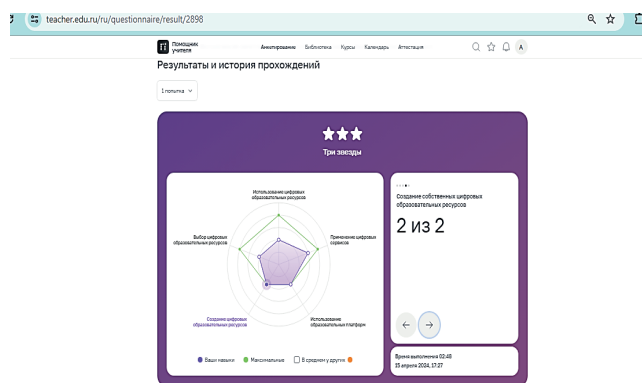 teacher.edu.ru/ru/questionnaire/result/2898
Помощник
учителя
Анкетирование Библиотека Курсы Календарь Аттестация
А
Результаты и история прохождений
1 попытка
Три звезды
Использование цифровых
образовательных ресурсов
Выбор цифровых
образовательных ресурсов
Применение цифровых
сервисов
Создание цифровых
образовательных ресурсов
Использование
образовательных платформ
Ваши навыки Максимальные В среднем у других
Создание собственных цифровых
образовательных ресурсов
2 из 2
Время выполнения 02:48
15 апреля 2024, 17:27